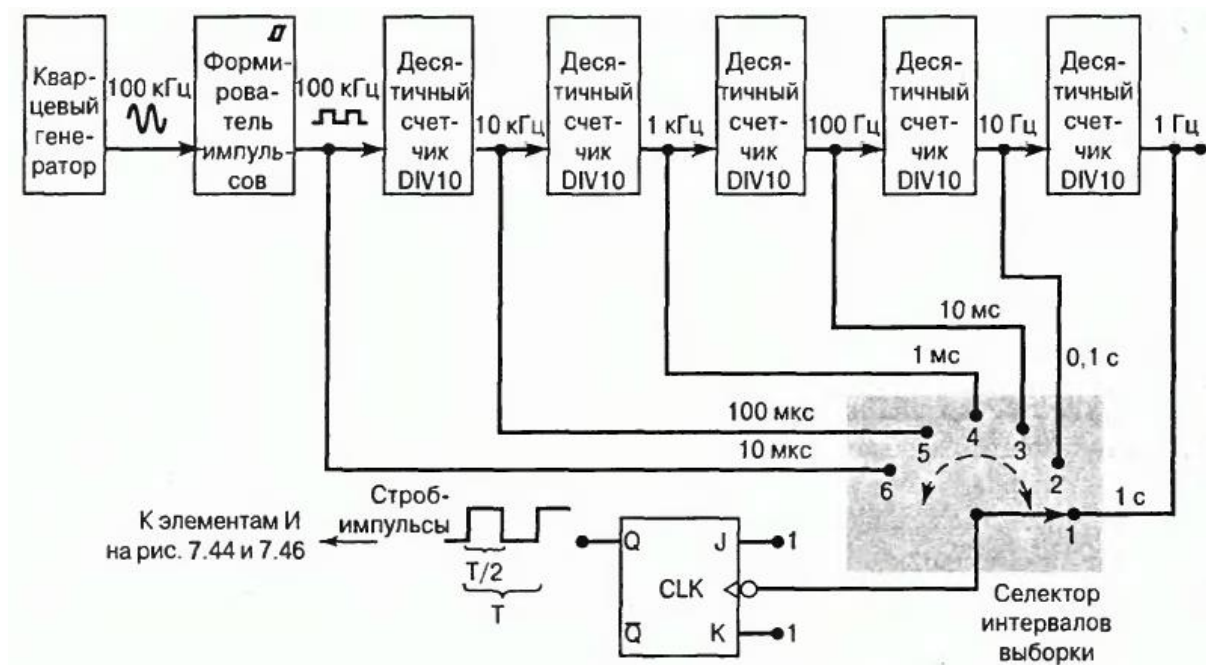 Квар-
цевый
гене-
ратор
100 кГц
Форми-
рова-
тель
импуль-
сов
100 кГц
Деся-
тичный
счет-
чик
DIV10
10 кГц
Деся-
тичный
счет-
чик
DIV10
1 кГц
Деся-
тичный
счет-
чик
DIV10
100 Гц
Деся-
тичный
счет-
чик
DIV10
10 Гц
Деся-
тичный
счет-
чик
DIV10
1 Гц
10 мс
1 мс
0,1 с
100 мкс
10 мкс
4
3
5
6
2
1 с
1
Строб-
импульсы
К элементам И
на рис. 7.44 и 7.46
T/2
T
Q
J
1
CLK
Q̅
K
1
Селектор
интервалов
выборки